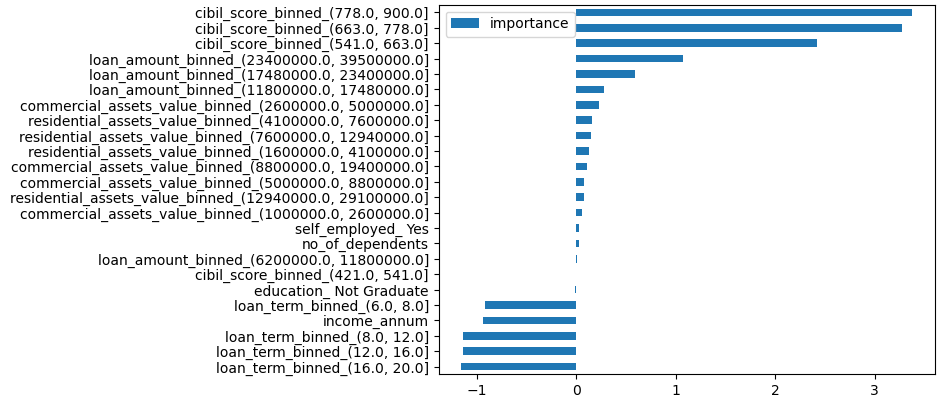 cibil_score_binned_(778.0, 900.0]
importance
cibil_score_binned_(663.0, 778.0]
cibil_score_binned_(541.0, 663.0]
loan_amount_binned_(23400000.0, 39500000.0]
loan_amount_binned_(17480000.0, 23400000.0]
loan_amount_binned_(11800000.0, 17480000.0]
commercial_assets_value_binned_(2600000.0, 5000000.0]
residential_assets_value_binned_(4100000.0, 7600000.0]
residential_assets_value_binned_(7600000.0, 12940000.0]
residential_assets_value_binned_(1600000.0, 4100000.0]
commercial_assets_value_binned_(8800000.0, 19400000.0]
commercial_assets_value_binned_(5000000.0, 8800000.0]
residential_assets_value_binned_(12940000.0, 29100000.0]
commercial_assets_value_binned_(1000000.0, 2600000.0]
self_employed_ Yes
no_of_dependents
loan_amount_binned_(6200000.0, 11800000.0]
cibil_score_binned_(421.0, 541.0]
education_ Not Graduate
loan_term_binned_(6.0, 8.0]
income_annum
loan_term_binned_(8.0, 12.0]
loan_term_binned_(12.0, 16.0]
loan_term_binned_(16.0, 20.0]
−1 0 1 2 3